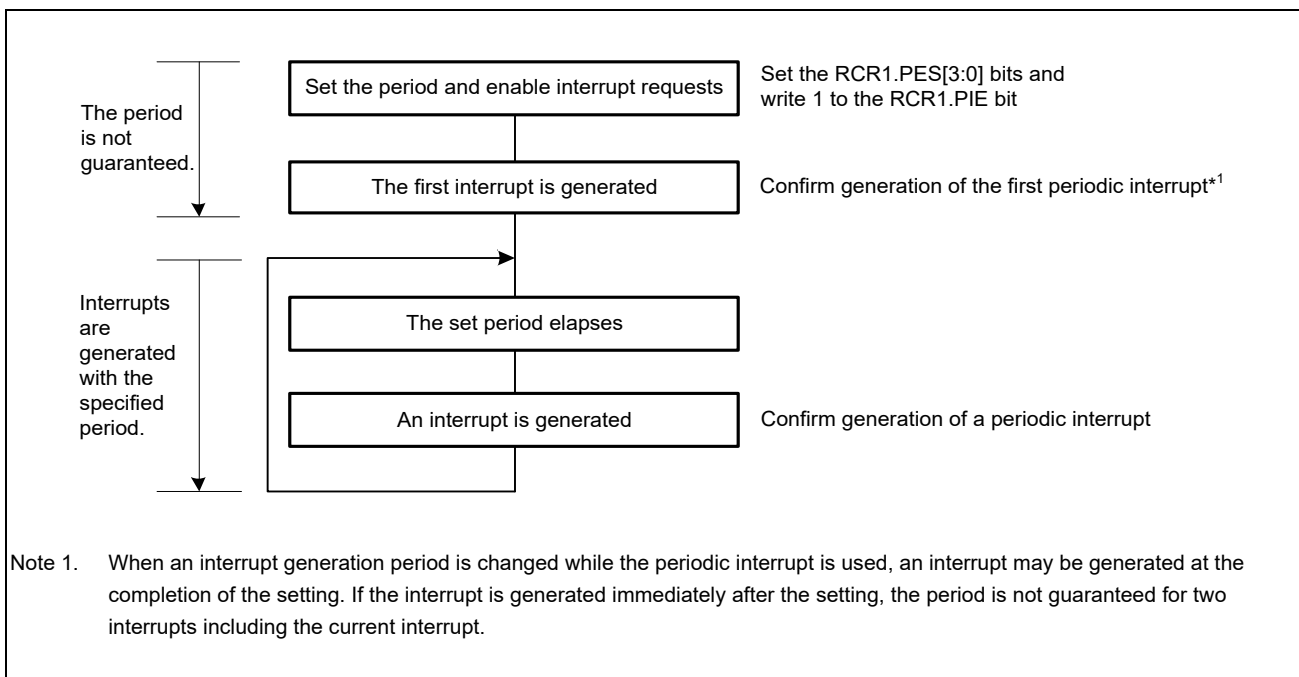 Set the period and enable interrupt requests
Set the RCR1.PES[3:0] bits and
write 1 to the RCR1.PIE bit
The period
is not
guaranteed.
The first interrupt is generated
Confirm generation of the first periodic interrupt*1
Interrupts
are
generated
with the
specified
period.
The set period elapses
An interrupt is generated
Confirm generation of a periodic interrupt
Note 1. When an interrupt generation period is changed while the periodic interrupt is used, an interrupt may be generated at the
completion of the setting. If the interrupt is generated immediately after the setting, the period is not guaranteed for two
interrupts including the current interrupt.